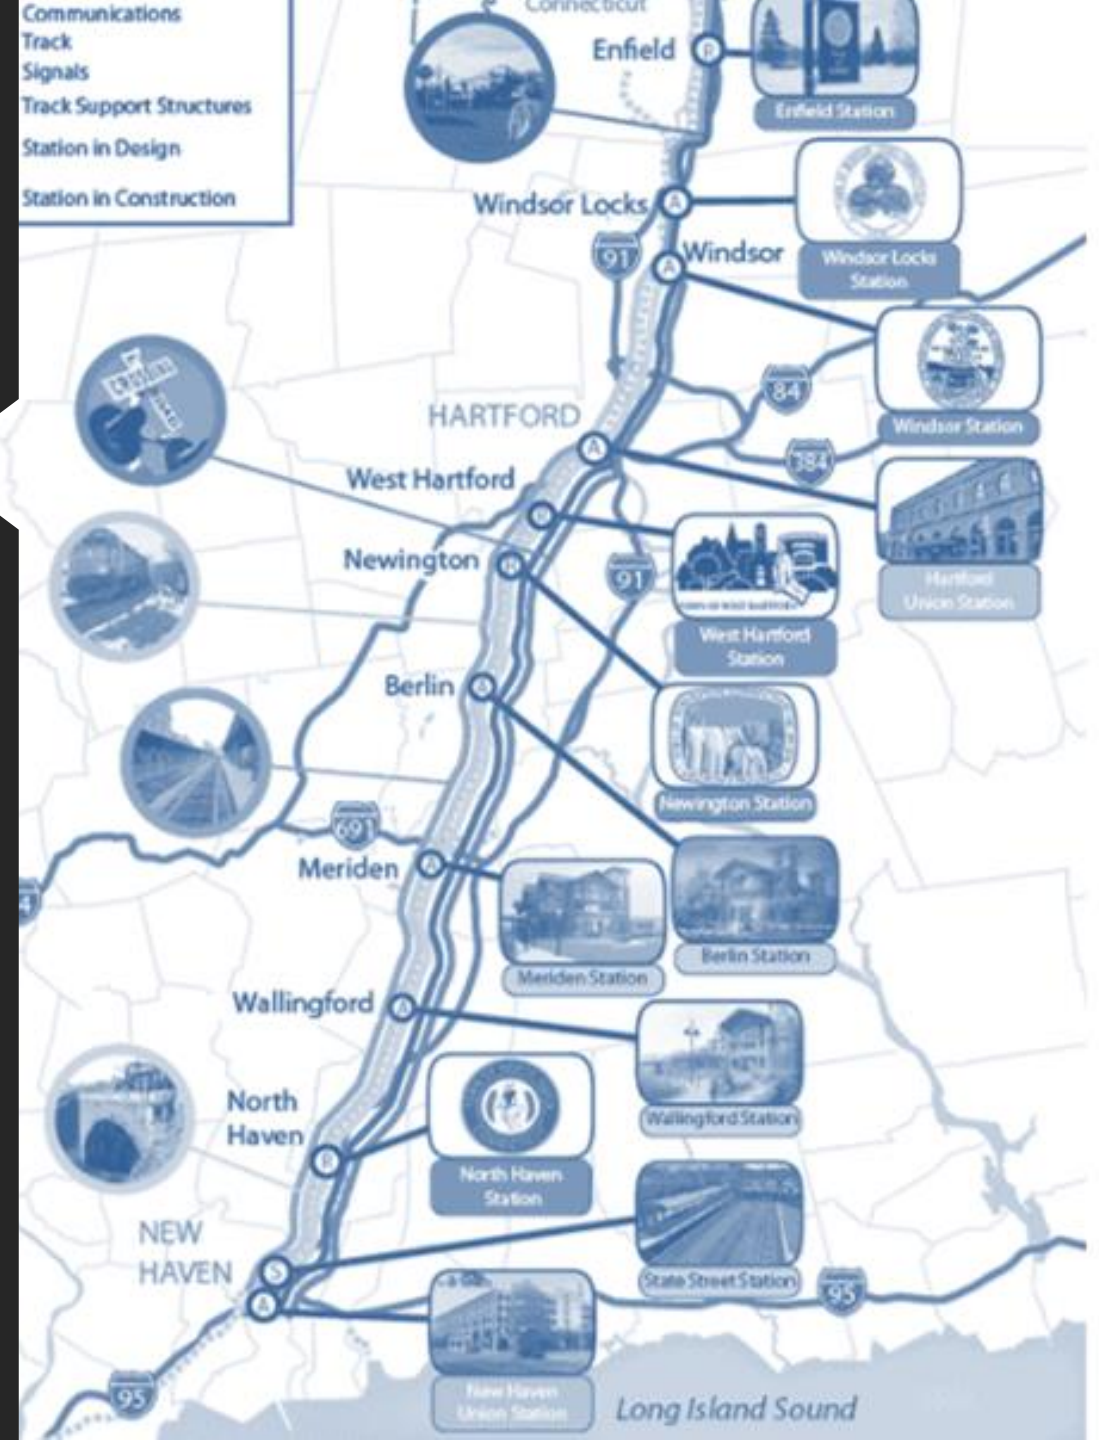 Communications
Track
Signals
Track Support Structures
Station in Design
Station in Construction
Connecticut
Enfield
R
Enfield Station
Windsor Locks
A
Windsor Locks
Station
91
Windsor
A
Windsor Station
84
384
CROSSING
HARTFORD
A
Hartford
Union Station
West Hartford
R
West Hartford
Station
91
Newington
R
Newington Station
Berlin
A
Berlin Station
691
Meriden
A
Meriden Station
4
Wallingford
A
Wallingford Station
North
Haven
R
North Haven
Station
NEW
HAVEN
S
State Street Station
A
New Haven
Union Station
95
95
Long Island Sound